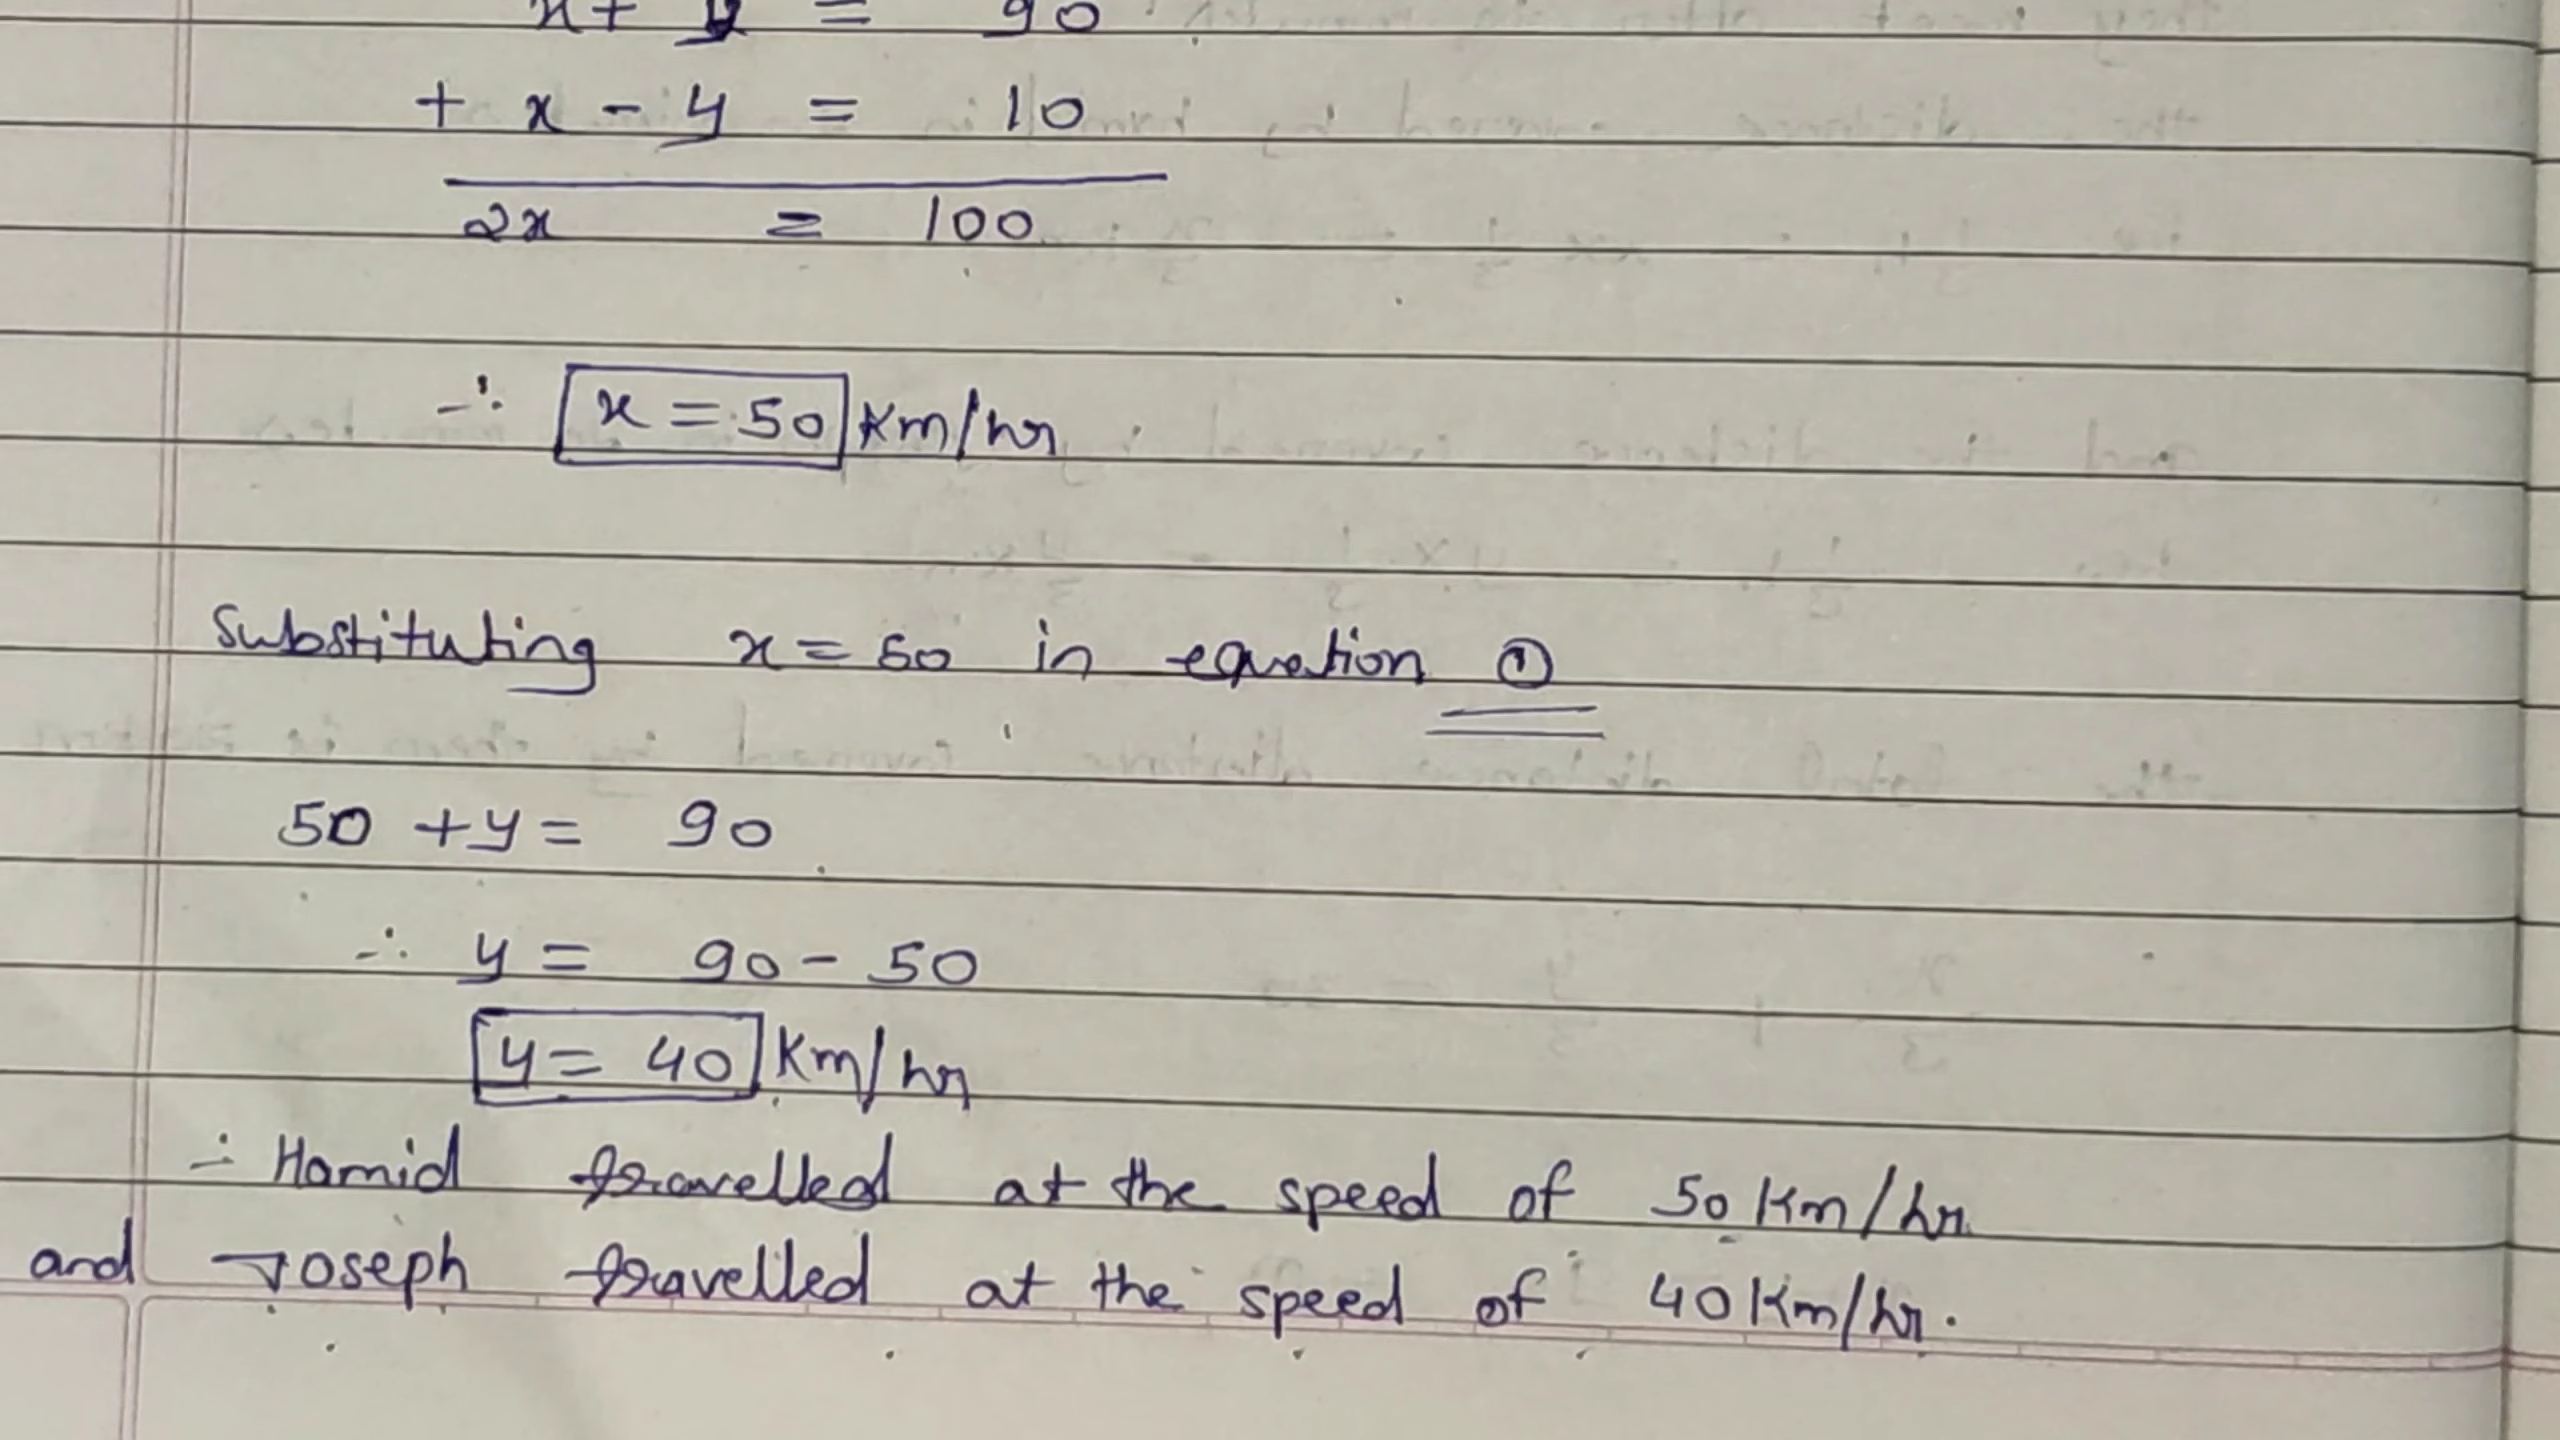 x + y = 90
+ x - y = 10
2x = 100
∴ x = 50 km/hr
Substituting x = 50 in equation ①
50 + y = 90
∴ y = 90 - 50
y = 40 km/hr
∴ Hamid travelled at the speed of 50 km/hr
and Joseph travelled at the speed of 40 km/hr.